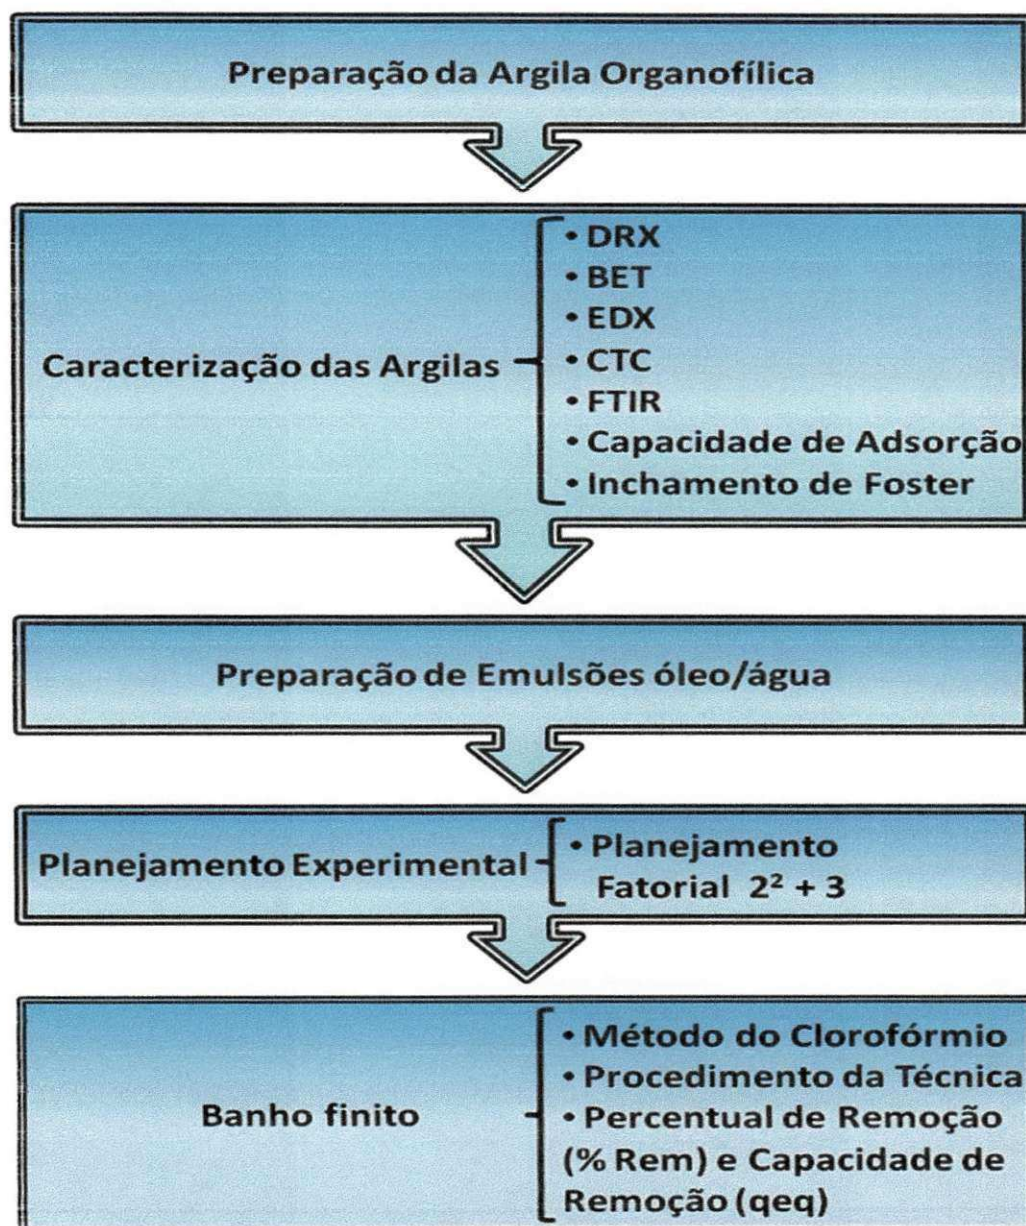 Preparação da Argila Organofílica
Caracterização das Argilas
• DRX
• BET
• EDX
• CTC
• FTIR
• Capacidade de Adsorção
• Inchamento de Foster
Preparação de Emulsões óleo/água
Planejamento Experimental
• Planejamento
Fatorial 2² + 3
Banho finito
• Método do Clorofórmio
• Procedimento da Técnica
• Percentual de Remoção
(% Rem) e Capacidade de
Remoção (qeq)